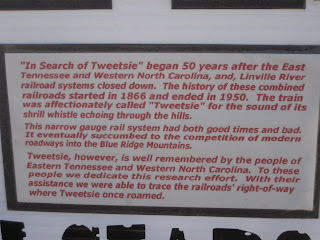 "In Search of Tweetsie" began 50 years after the East
Tennessee and Western North Carolina, and, Linville River
railroad systems closed down. The history of these combined
railroads started in 1866 and ended in 1950. The train
was affectionately called "Tweetsie" for the sound of its
shrill whistle echoing through the hills.
This narrow gauge rail system had both good times and bad.
It eventually succumbed to the competition of modern
roadways into the Blue Ridge Mountains.
Tweetsie, however, is well remembered by the people of
Eastern Tennessee and Western North Carolina. To these
people we dedicate this research effort. With their
assistance we were able to trace the railroads' right-of-way
where Tweetsie once roamed.